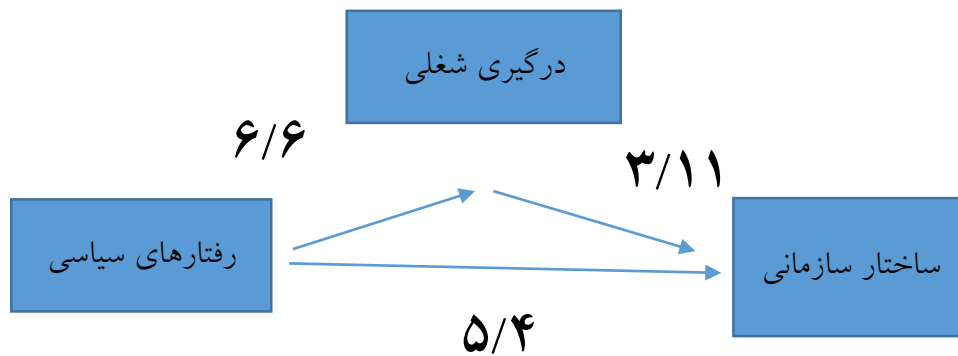 درگیری شغلی
۶/۶
۳/۱۱
رفتارهای سیاسی
ساختار سازمانی
۵/۴